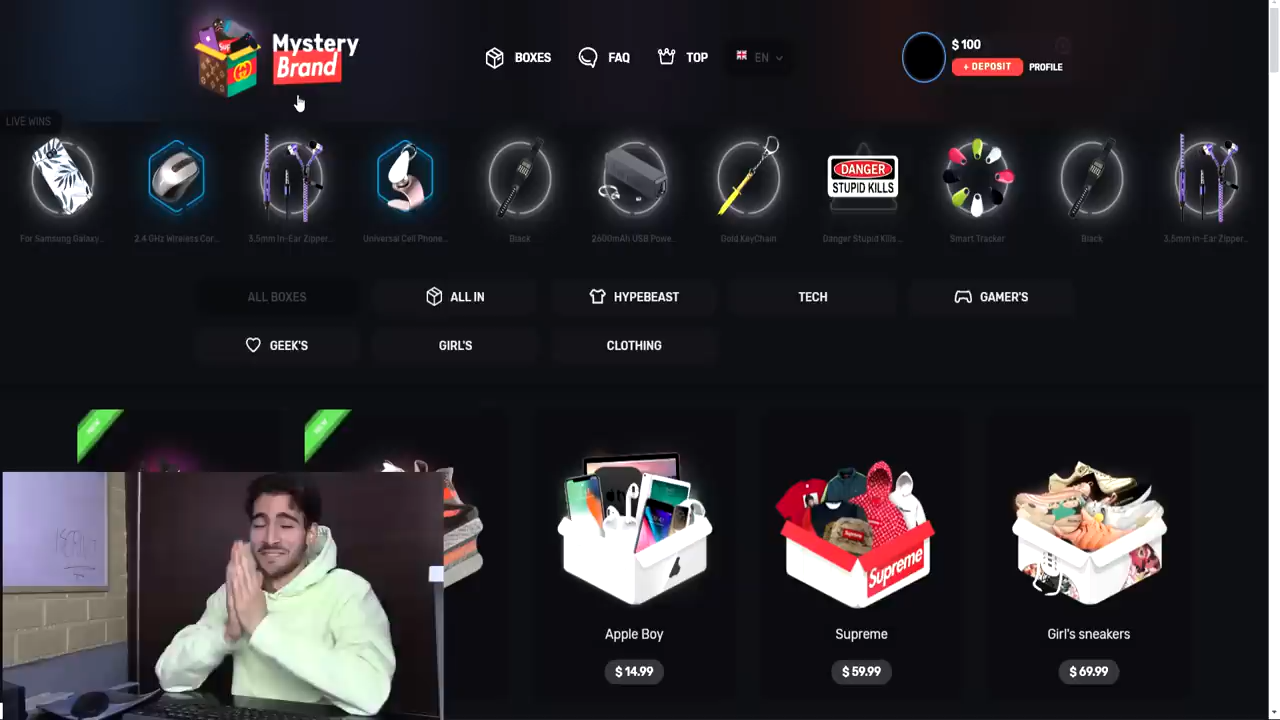 Mystery
Brand
BOXES
FAQ
TOP
EN
$ 100
+ DEPOSIT
PROFILE
LIVE WINS
For Samsung Galaxy...
2.4 GHz Wireless Cor...
3.5mm In-Ear Zipper...
Universal Cell Phone...
Black
2600mAh USB Powe...
Gold KeyChain
Danger Stupid Kills...
Smart Tracker
Black
3.5mm In-Ear Zipper...
DANGER
STUPID KILLS
ALL BOXES
ALL IN
HYPEBEAST
TECH
GAMER'S
GEEK'S
GIRL'S
CLOTHING
NEW
NEW
Supreme
Apple Boy
Supreme
Girl's sneakers
$ 14.99
$ 59.99
$ 69.99